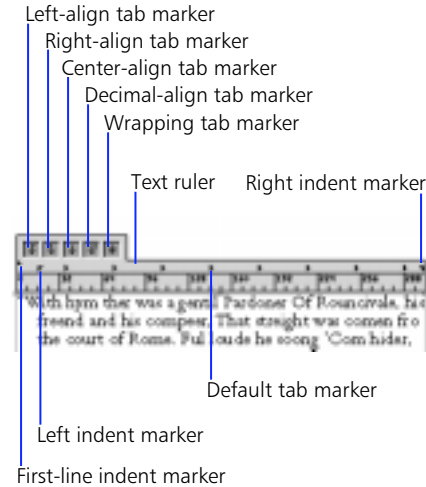 Left-align tab marker
Right-align tab marker
Center-align tab marker
Decimal-align tab marker
Wrapping tab marker
Text ruler
Right indent marker
With hym ther was a gentil Pardoner Of Rouncivale, his
freend and his compeer, That streight was comen fro
the court of Rome. Ful loude he soong 'Com hider,
Default tab marker
Left indent marker
First-line indent marker